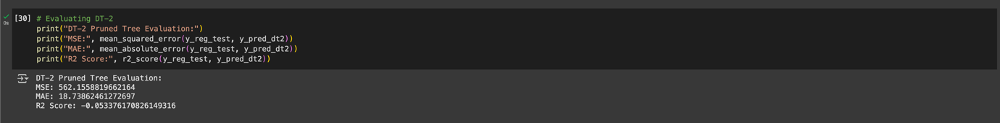 [30] # Evaluating DT-2
print("DT-2 Pruned Tree Evaluation:")
print("MSE:", mean_squared_error(y_reg_test, y_pred_dt2))
print("MAE:", mean_absolute_error(y_reg_test, y_pred_dt2))
print("R2 Score:", r2_score(y_reg_test, y_pred_dt2))
0s
DT-2 Pruned Tree Evaluation:
MSE: 562.1558819662164
MAE: 18.73862461272697
R2 Score: -0.053376170826149316